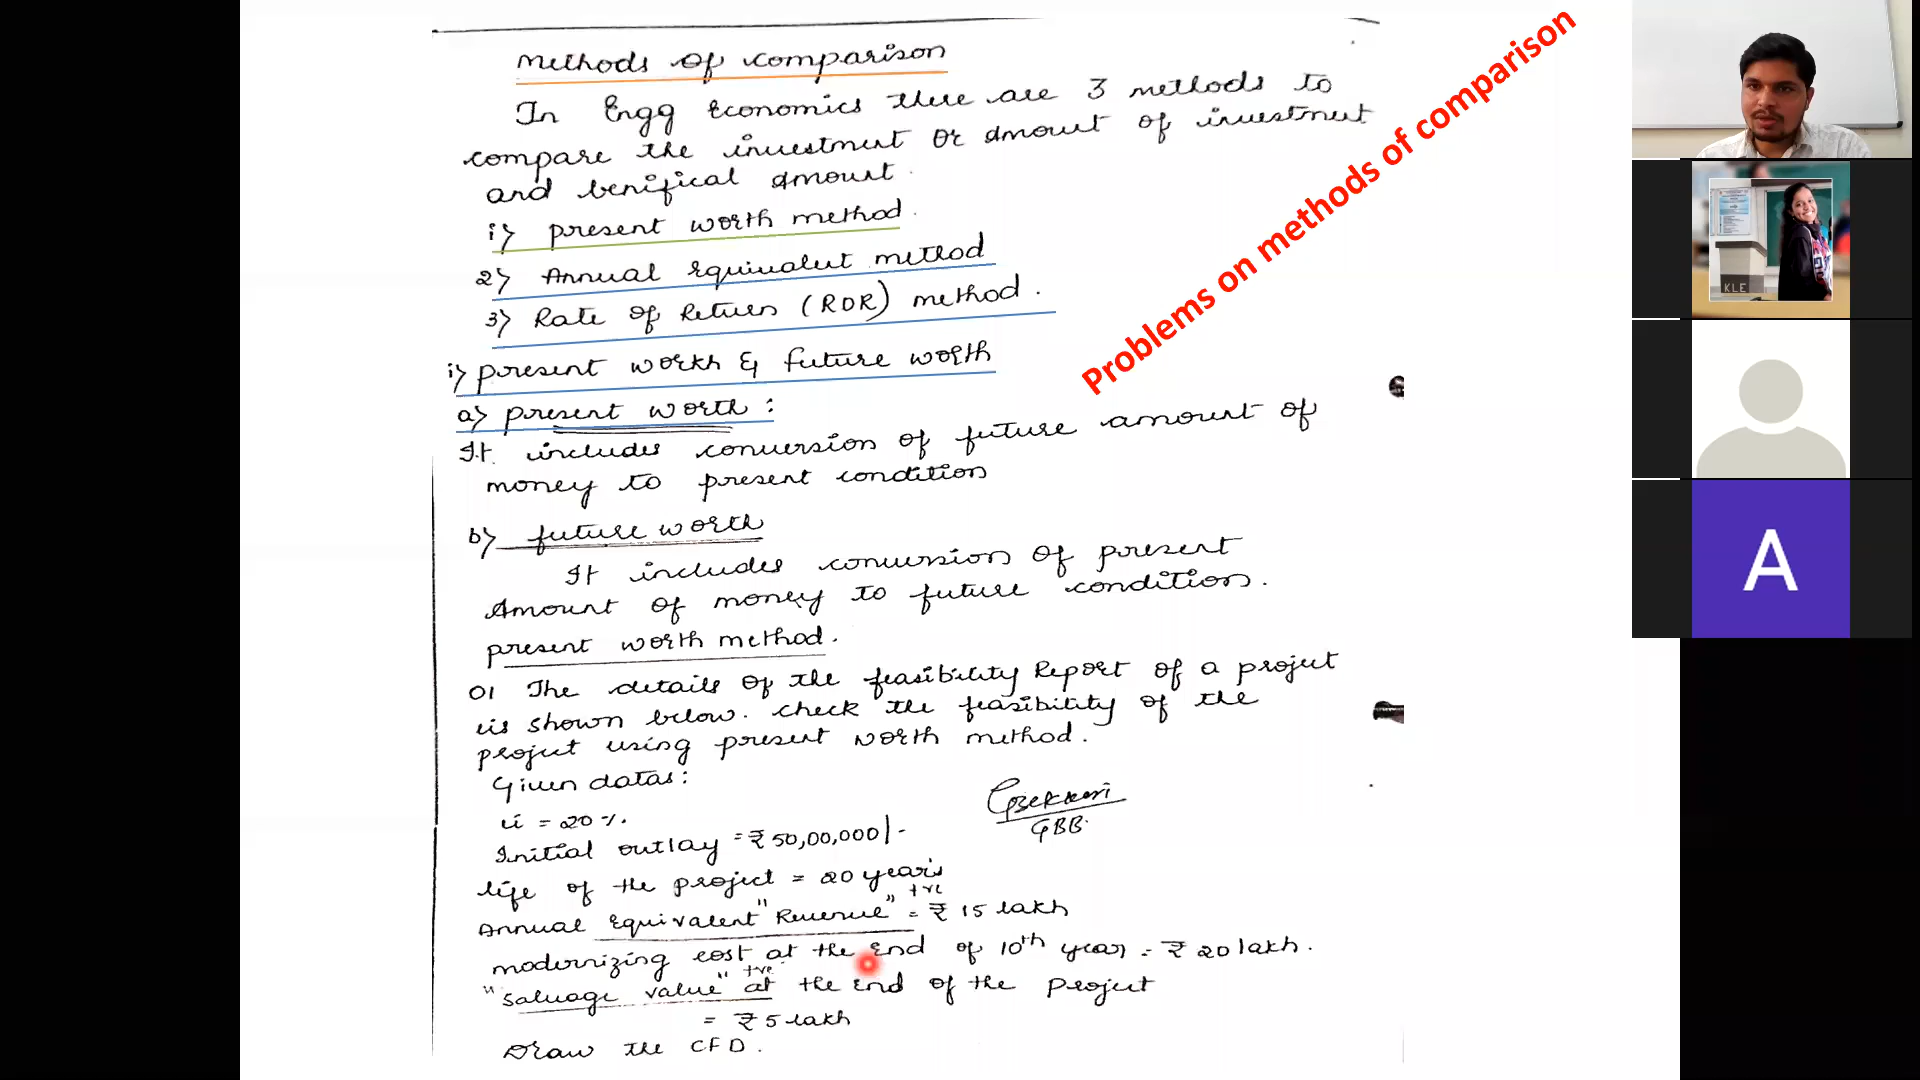 Methods of comparison
In Engg Economics there are 3 methods to
compare the investment or amount of investment
and benifical amount.
i) present worth method.
2) Annual Equivalent method
3) Rate of Return (ROR) method.
i) present worth & future worth
a) present worth :
It includes conversion of future amount of
money to present condition
b) future worth
It includes conversion of present
Amount of money to future condition.
present worth method.
01 The details of the feasibility Report of a project
is shown below. check the feasibility of the
project using present worth method.
Given datas:
i = 20 %.
Initial outlay = ₹ 50,00,000/-
life of the project = 20 years
Annual Equivalent "Revenue" +ve = ₹ 15 lakh
modernizing cost at the End of 10th year = ₹ 20 lakh.
"Salvage value" +ve at the End of the project
= ₹ 5 lakh
Draw the CFD.
GBB
Problems on methods of comparison
KLE
A